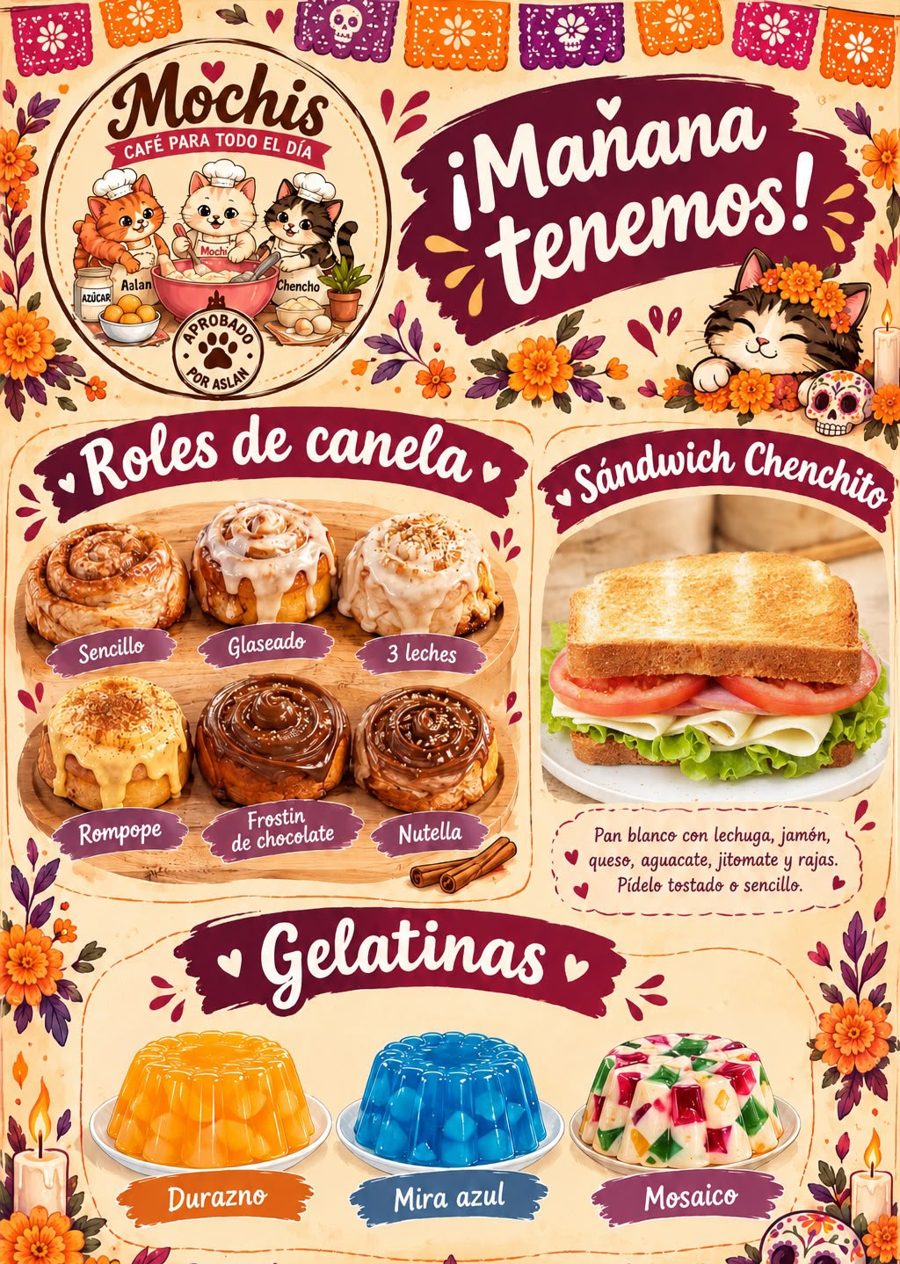 Mochis
CAFÉ PARA TODO EL DÍA
Mochi
Aalan
Chencho
AZÚCAR
APROBADO
POR ASLAN
¡Mañana
tenemos!
Roles de canela
Sencillo
Glaseado
3 leches
Rompope
Frostin
de chocolate
Nutella
Sándwich Chenchito
Pan blanco con lechuga, jamón,
queso, aguacate, jitomate y rajas.
Pídelo tostado o sencillo.
Gelatinas
Durazno
Mira azul
Mosaico